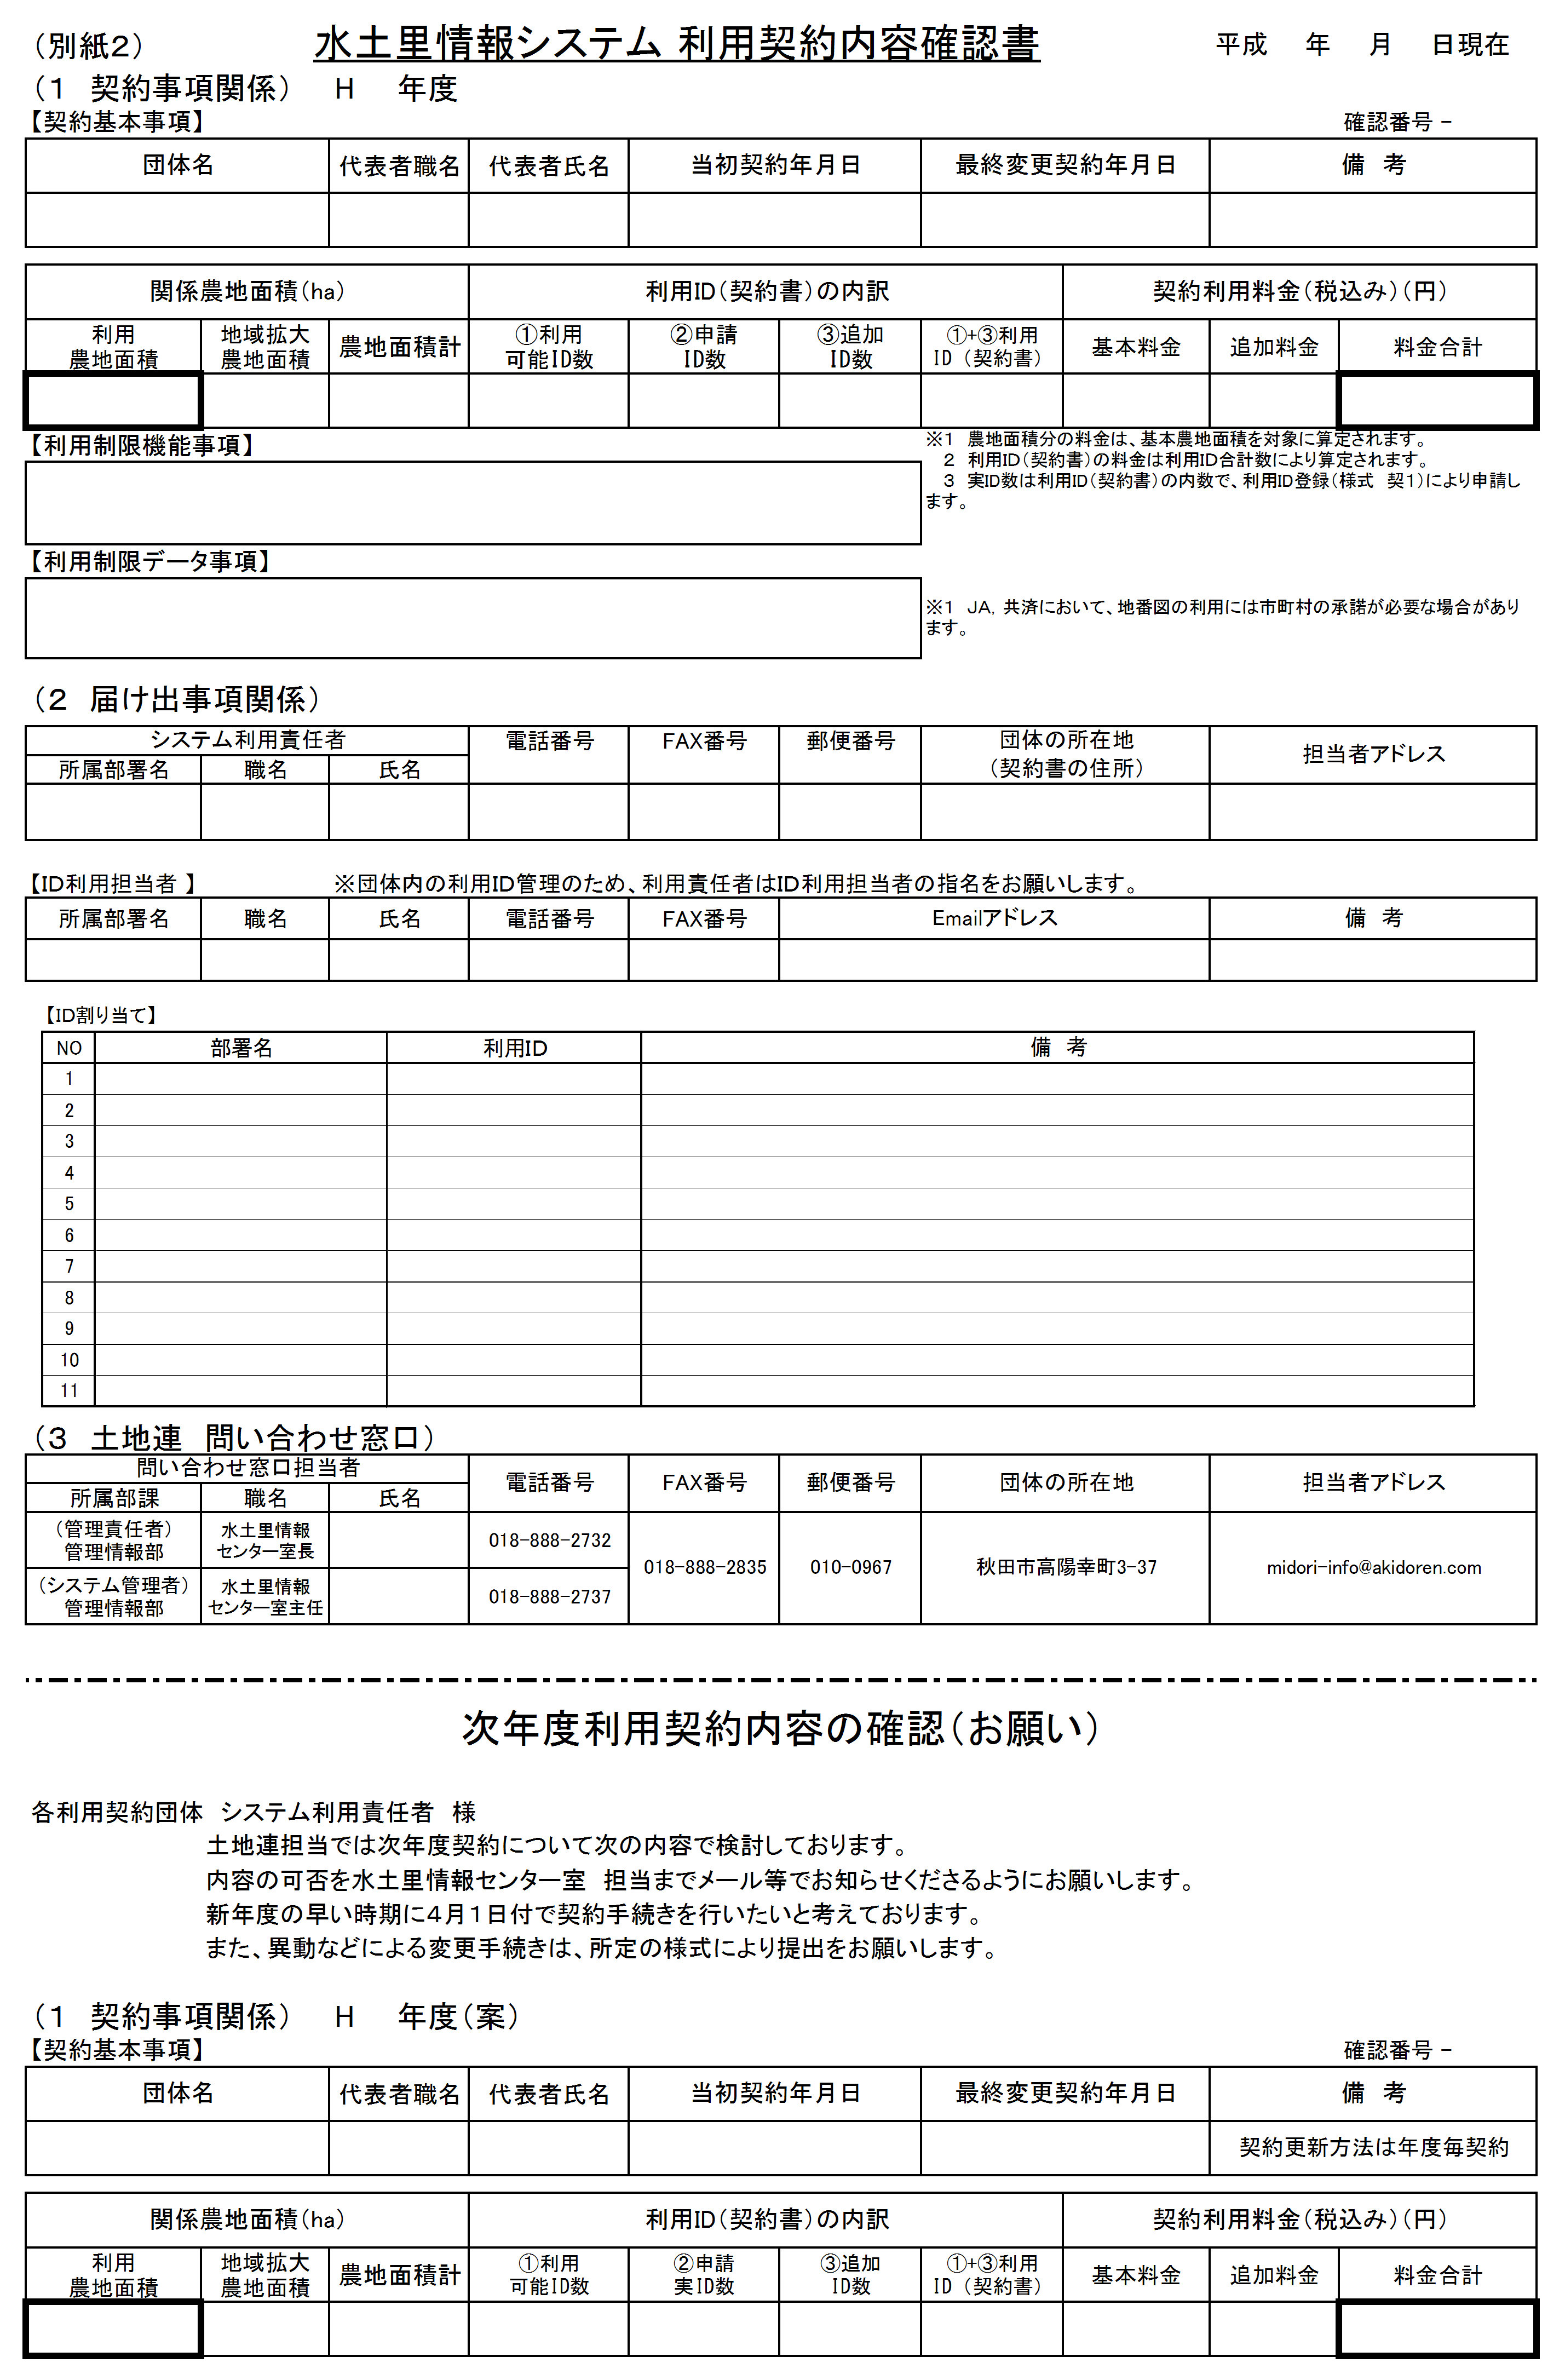 （別紙２）　水土里情報システム 利用契約内容確認書　平成　年　月　日現在
（１　契約事項関係）　H　年度
【契約基本事項】　確認番号 -
団体名　代表者職名　代表者氏名　当初契約年月日　最終変更契約年月日　備　考
関係農地面積（ha）　利用ID（契約書）の内訳　契約利用料金（税込み）（円）
利用　地域拡大　農地面積計　①利用　②申請　③追加　①+③利用　基本料金　追加料金　料金合計
農地面積　農地面積　可能ID数　ID数　ID数　ID（契約書）
【利用制限機能事項】
※１　農地面積分の料金は、基本農地面積を対象に算定されます。
２　利用ID（契約書）の料金は利用ID合計数により算定されます。
３　実ID数は利用ID（契約書）の内数で、利用ID登録（様式　契１）により申請し
ます。
【利用制限データ事項】
※１　JA，共済において、地番図の利用には市町村の承諾が必要な場合があり
ます。
（２　届け出事項関係）
システム利用責任者　電話番号　FAX番号　郵便番号　団体の所在地　担当者アドレス
所属部署名　職名　氏名　（契約書の住所）
【ID利用担当者 】　※団体内の利用ID管理のため、利用責任者はID利用担当者の指名をお願いします。
所属部署名　職名　氏名　電話番号　FAX番号　Emailアドレス　備　考
【ID割り当て】
NO　部署名　利用ID　備　考
1
2
3
4
5
6
7
8
9
10
11
（３　土地連　問い合わせ窓口）
問い合わせ窓口担当者　電話番号　FAX番号　郵便番号　団体の所在地　担当者アドレス
所属部課　職名　氏名
（管理責任者）　水土里情報　018-888-2732
管理情報部　センター室長
018-888-2835　010-0967　秋田市高陽幸町3-37　midori-info@akidoren.com
（システム管理者）　水土里情報　018-888-2737
管理情報部　センター室主任
次年度利用契約内容の確認（お願い）
各利用契約団体　システム利用責任者　様
土地連担当では次年度契約について次の内容で検討しております。
内容の可否を水土里情報センター室　担当までメール等でお知らせくださるようにお願いします。
新年度の早い時期に４月１日付で契約手続きを行いたいと考えております。
また、異動などによる変更手続きは、所定の様式により提出をお願いします。
（１　契約事項関係）　H　年度（案）
【契約基本事項】　確認番号 -
団体名　代表者職名　代表者氏名　当初契約年月日　最終変更契約年月日　備　考
契約更新方法は年度毎契約
関係農地面積（ha）　利用ID（契約書）の内訳　契約利用料金（税込み）（円）
利用　地域拡大　農地面積計　①利用　②申請　③追加　①+③利用　基本料金　追加料金　料金合計
農地面積　農地面積　可能ID数　実ID数　ID数　ID（契約書）